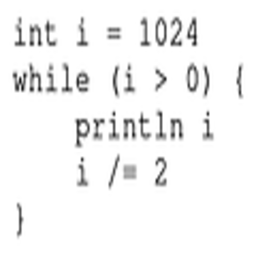 int i = 1024
while (i > 0) {
    println i
    i /= 2
}